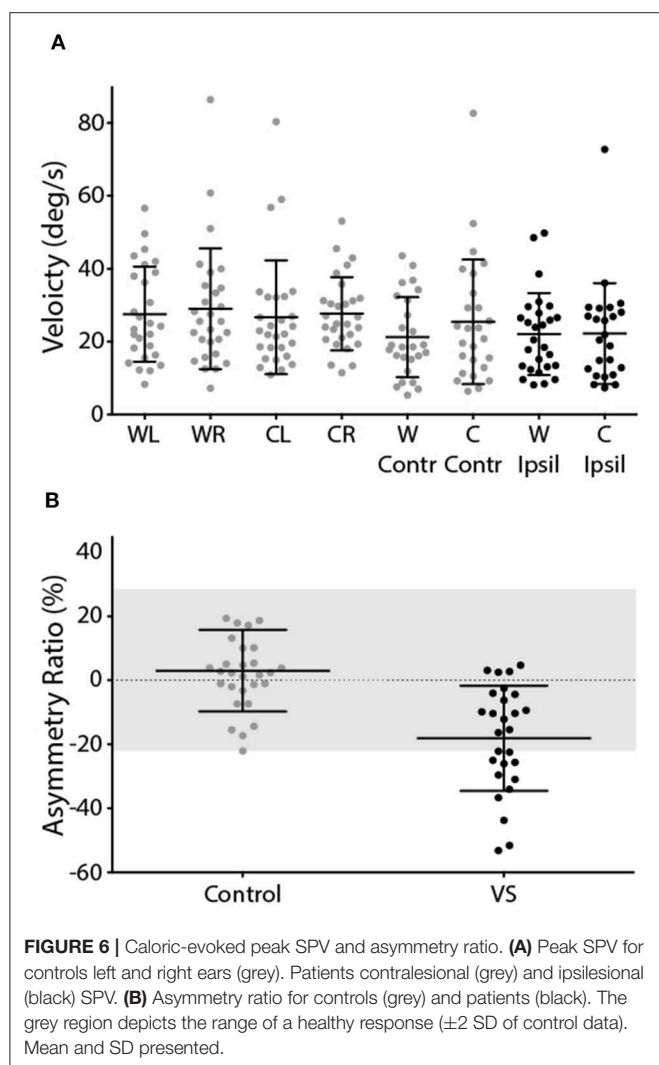 A
Veloicty (deg/s)
80
60
40
20
0
WL WR CL CR W C W C
Contr Contr Ipsil Ipsil
B
Asymmetry Ratio (%)
40
20
0
-20
-40
-60
Control VS
FIGURE 6 | Caloric-evoked peak SPV and asymmetry ratio. (A) Peak SPV for
controls left and right ears (grey). Patients contralesional (grey) and ipsilesional
(black) SPV. (B) Asymmetry ratio for controls (grey) and patients (black). The
grey region depicts the range of a healthy response (±2 SD of control data).
Mean and SD presented.